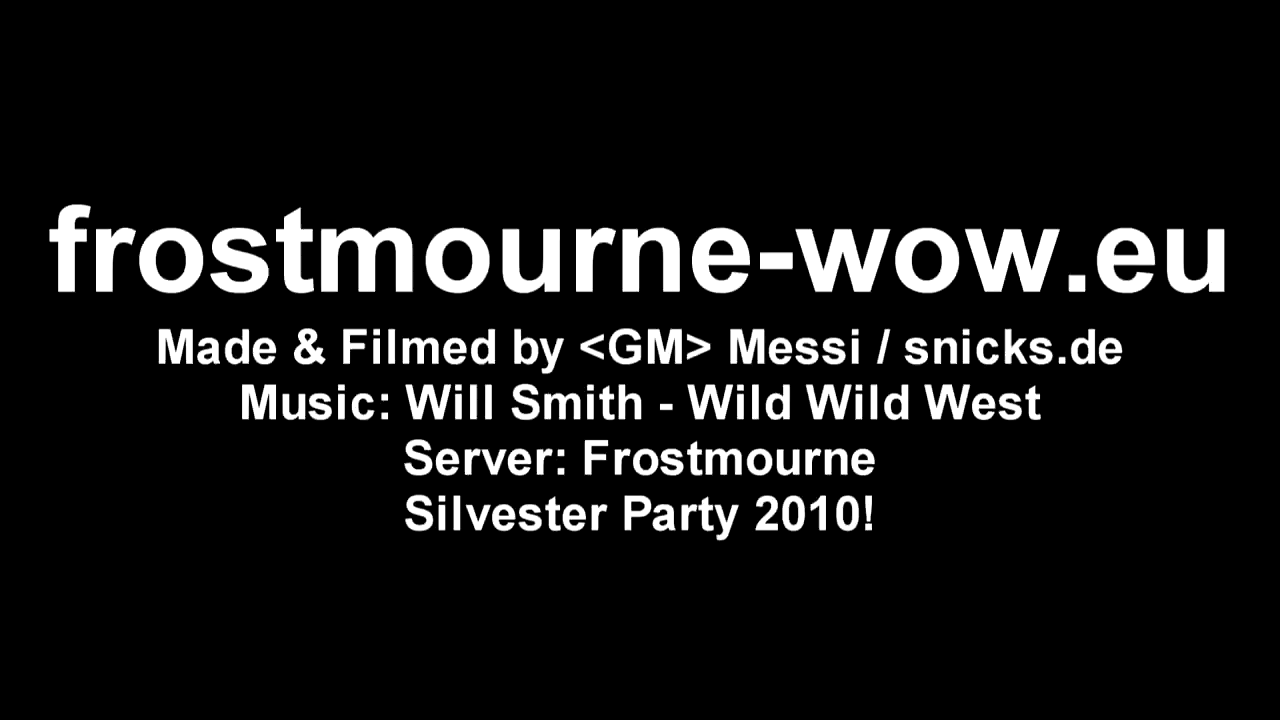 frostmourne-wow.eu
Made & Filmed by <GM> Messi / snicks.de
Music: Will Smith - Wild Wild West
Server: Frostmourne
Silvester Party 2010!